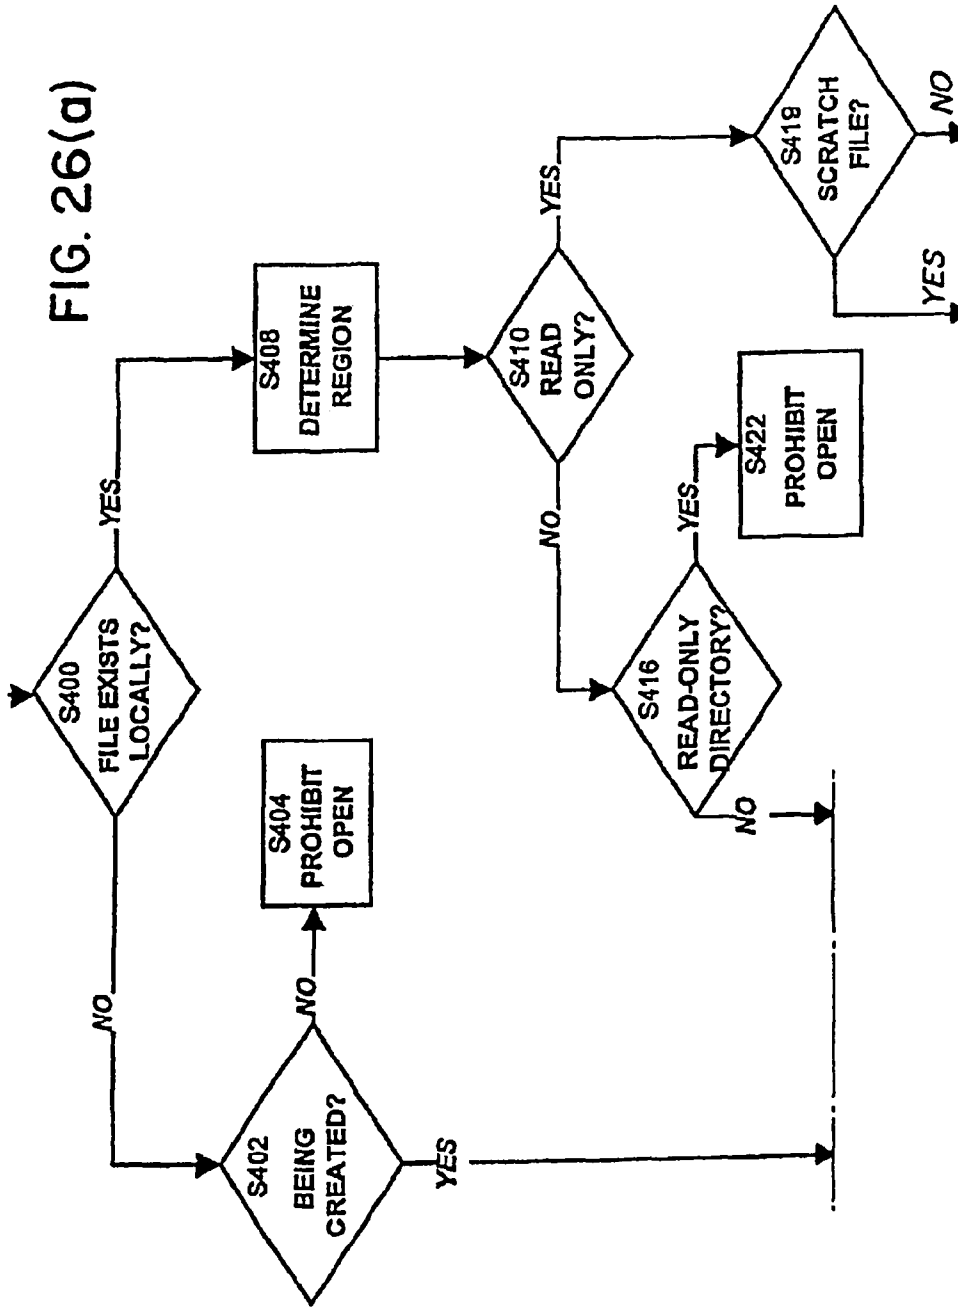 FIG. 26(a)
S400
FILE EXISTS
LOCALLY?
NO
YES
S402
BEING
CREATED?
NO
YES
S404
PROHIBIT
OPEN
S408
DETERMINE
REGION
S410
READ
ONLY?
NO
YES
S416
READ-ONLY
DIRECTORY?
NO
YES
S422
PROHIBIT
OPEN
S419
SCRATCH
FILE?
YES
NO